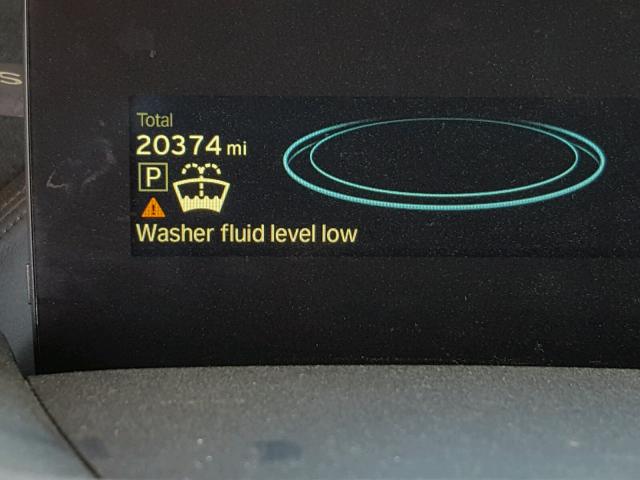 Total
20374 mi
P
Washer fluid level low
S